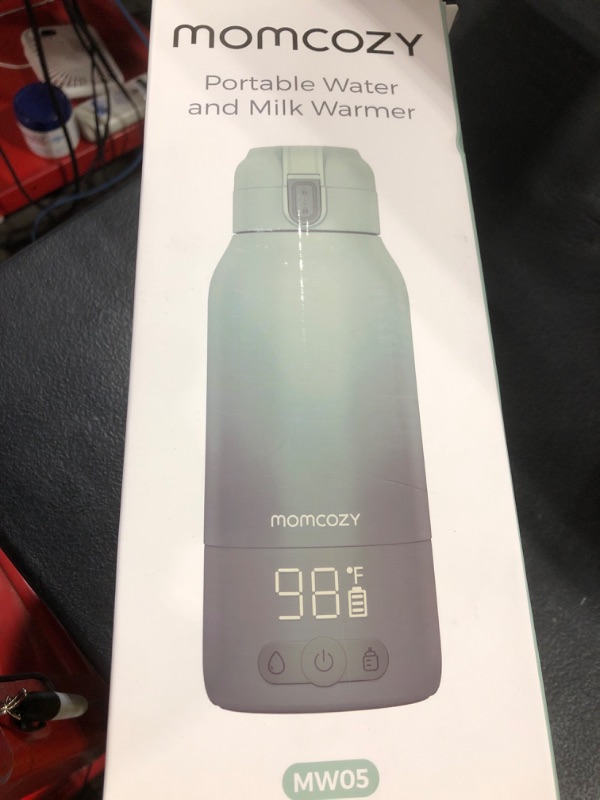 momcozy
Portable Water
and Milk Warmer
momcozy
98°F
MW05